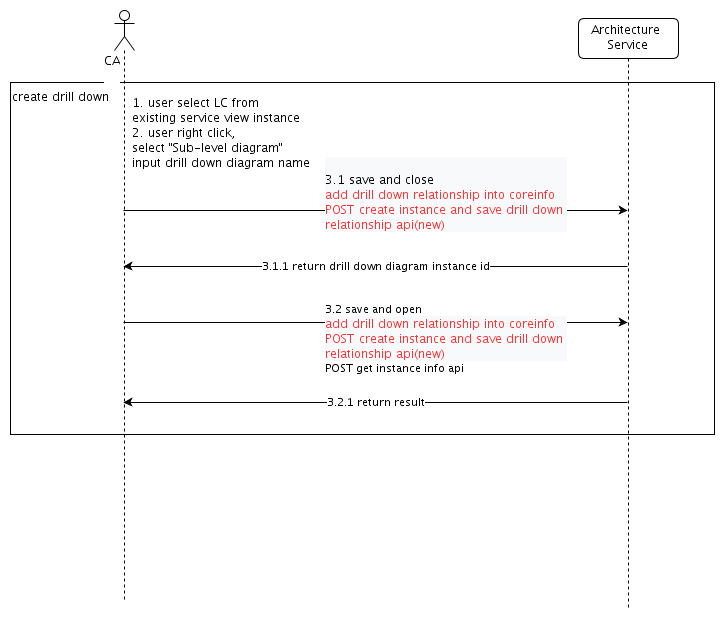 Architecture
Service
CA
create drill down
1. user select LC from
existing service view instance
2. user right click,
select "Sub-level diagram"
input drill down diagram name
3.1 save and close
add drill down relationship into coreinfo
POST create instance and save drill down
relationship api(new)
3.1.1 return drill down diagram instance id
3.2 save and open
add drill down relationship into coreinfo
POST create instance and save drill down
relationship api(new)
POST get instance info api
3.2.1 return result